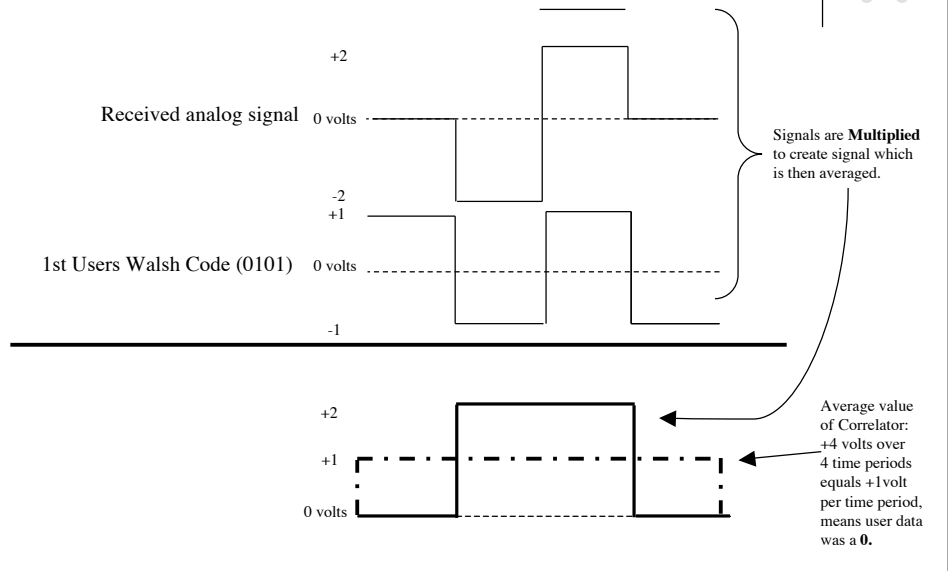 +2
Received analog signal
0 volts
Signals are Multiplied
to create signal which
is then averaged.
-2
+1
1st Users Walsh Code (0101)
0 volts
-1
+2
+1
0 volts
Average value
of Correlator:
+4 volts over
4 time periods
equals +1volt
per time period,
means user data
was a 0.